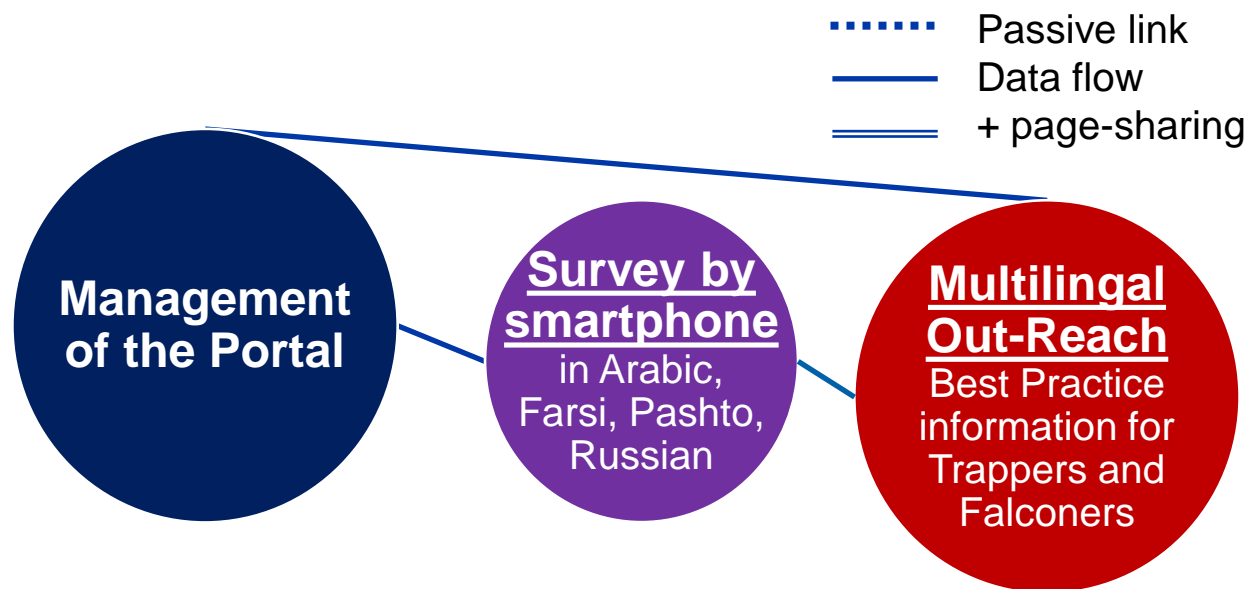 Passive link
Data flow
+ page-sharing
Management
of the Portal
Survey by
smartphone
in Arabic,
Farsi, Pashto,
Russian
Multilingal
Out-Reach
Best Practice
information for
Trappers and
Falconers